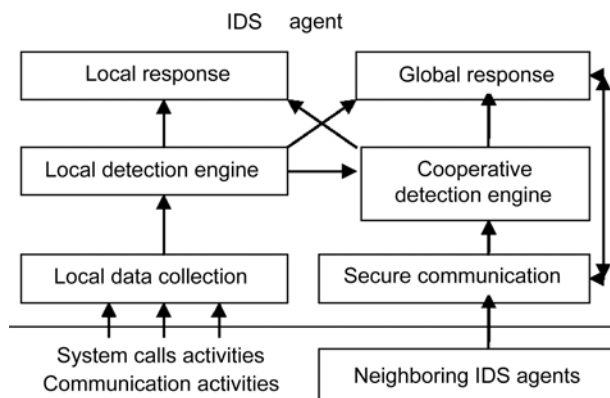 IDS agent
Local response
Global response
Local detection engine
Cooperative
detection engine
Local data collection
Secure communication
System calls activities
Communication activities
Neighboring IDS agents